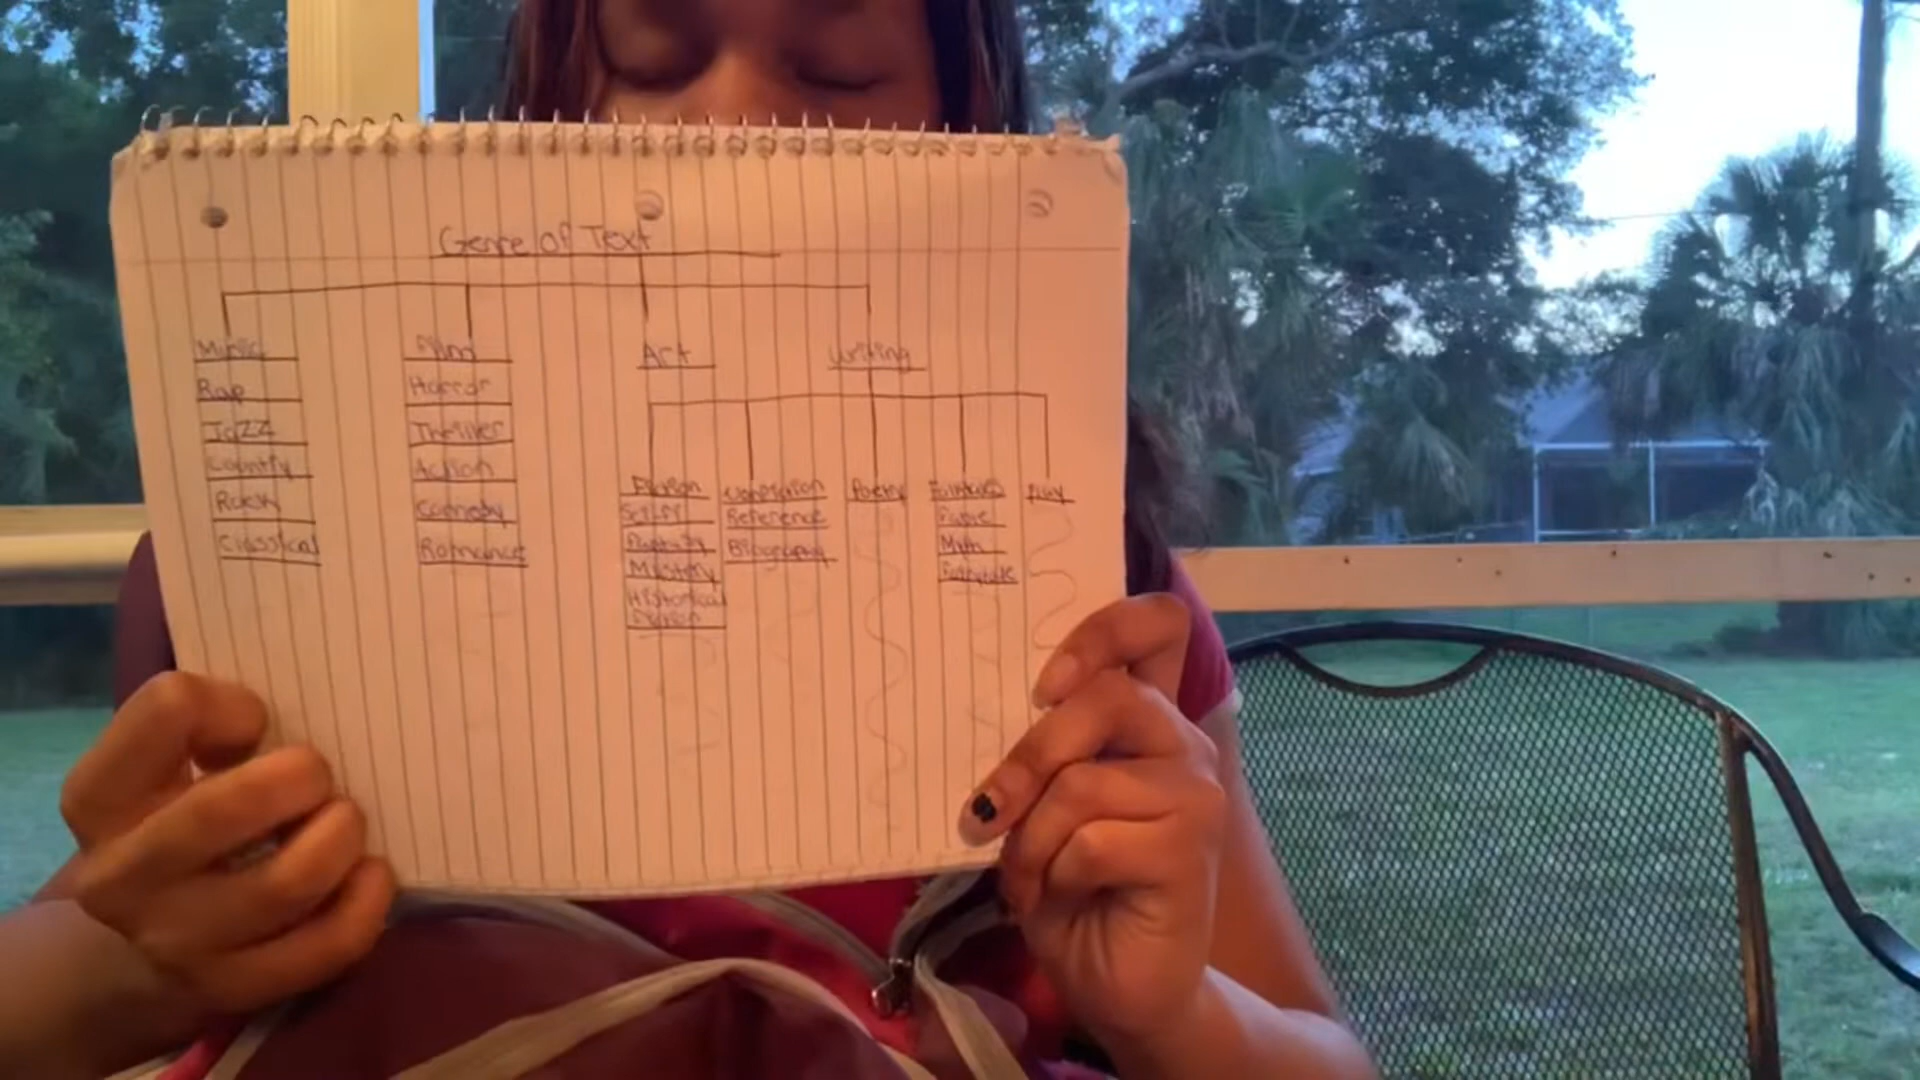 Genre of Text
Music
Film
Art
Writing
Rap
Jazz
Country
Rock
Classical
Horror
Thriller
Action
Comedy
Romance
Fiction
Sci-Fi
Fantasy
Mystery
Historical
Fiction
Nonfiction
Reference
Biography
Poetry
Folktales
Fable
Myth
Fairytale
Play